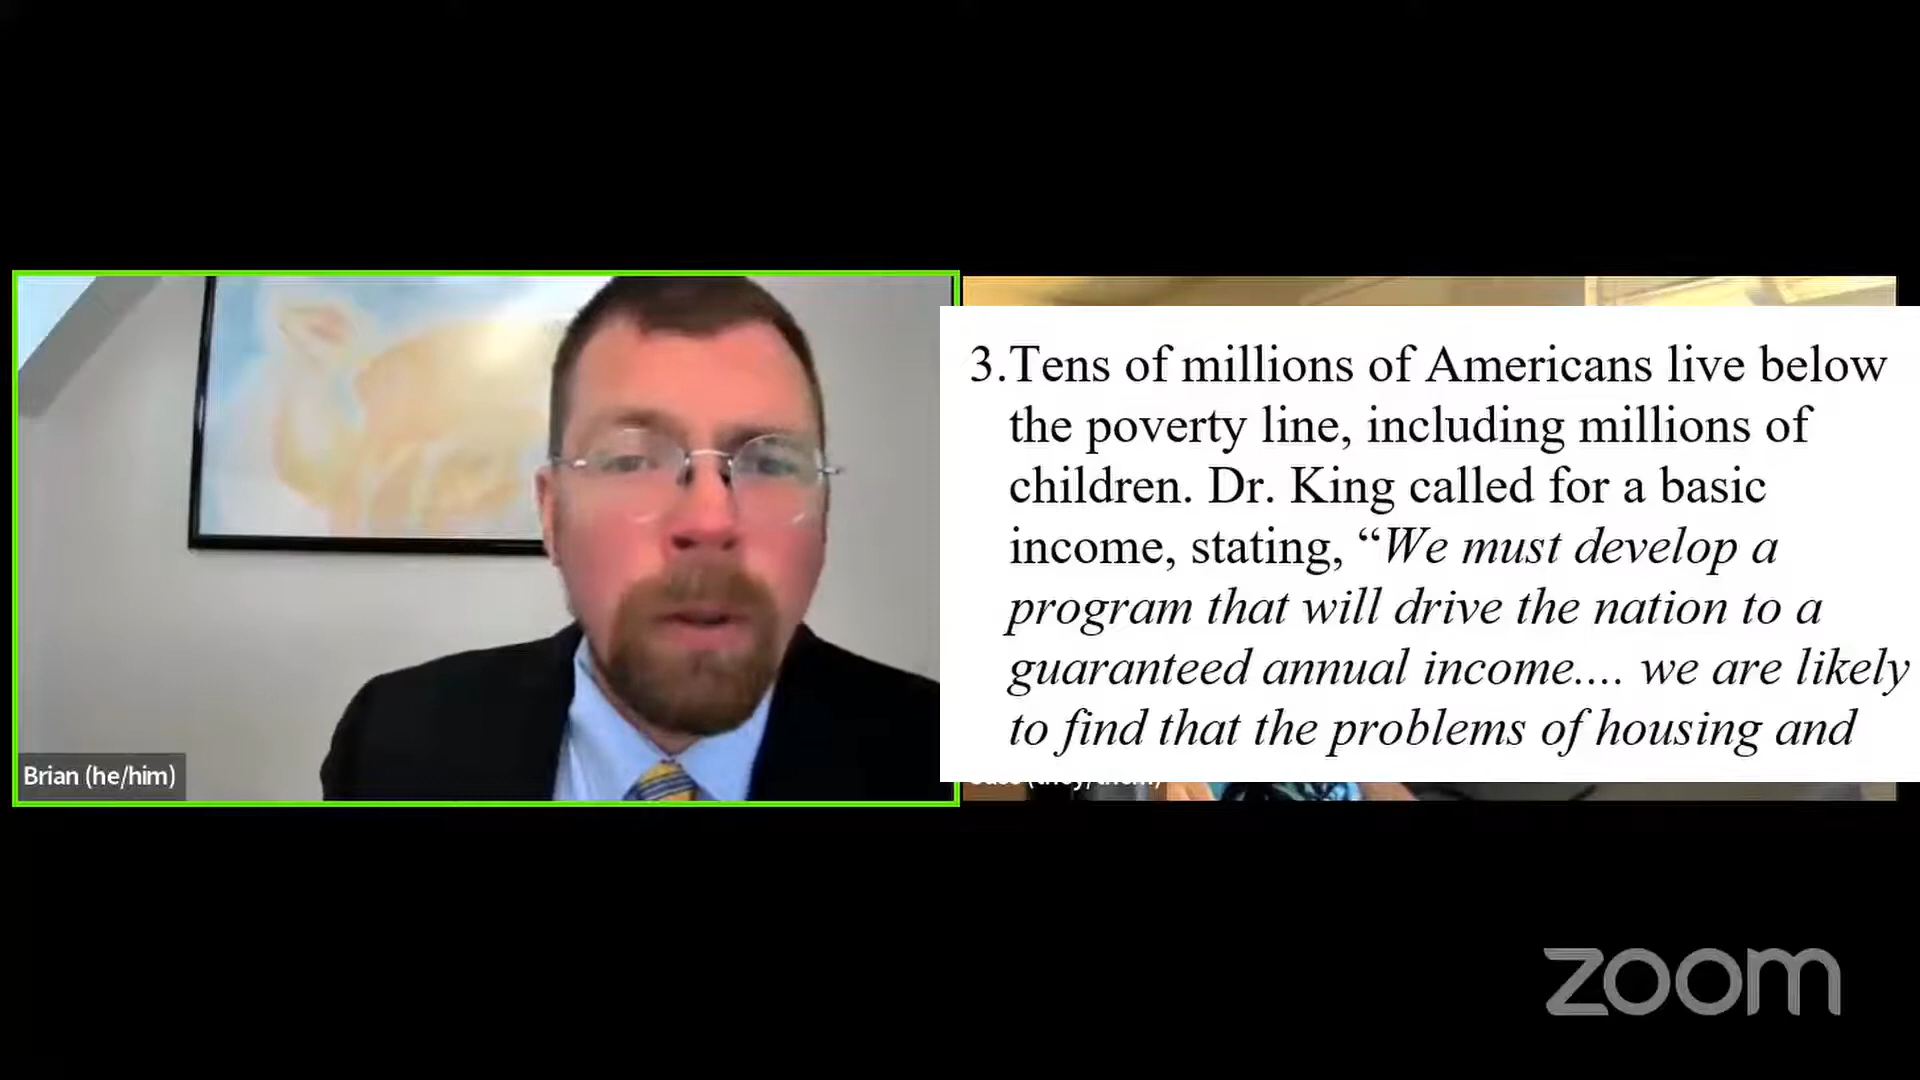 3.Tens of millions of Americans live below
the poverty line, including millions of
children. Dr. King called for a basic
income, stating, “We must develop a
program that will drive the nation to a
guaranteed annual income.... we are likely
to find that the problems of housing and
Brian (he/him)
zoom